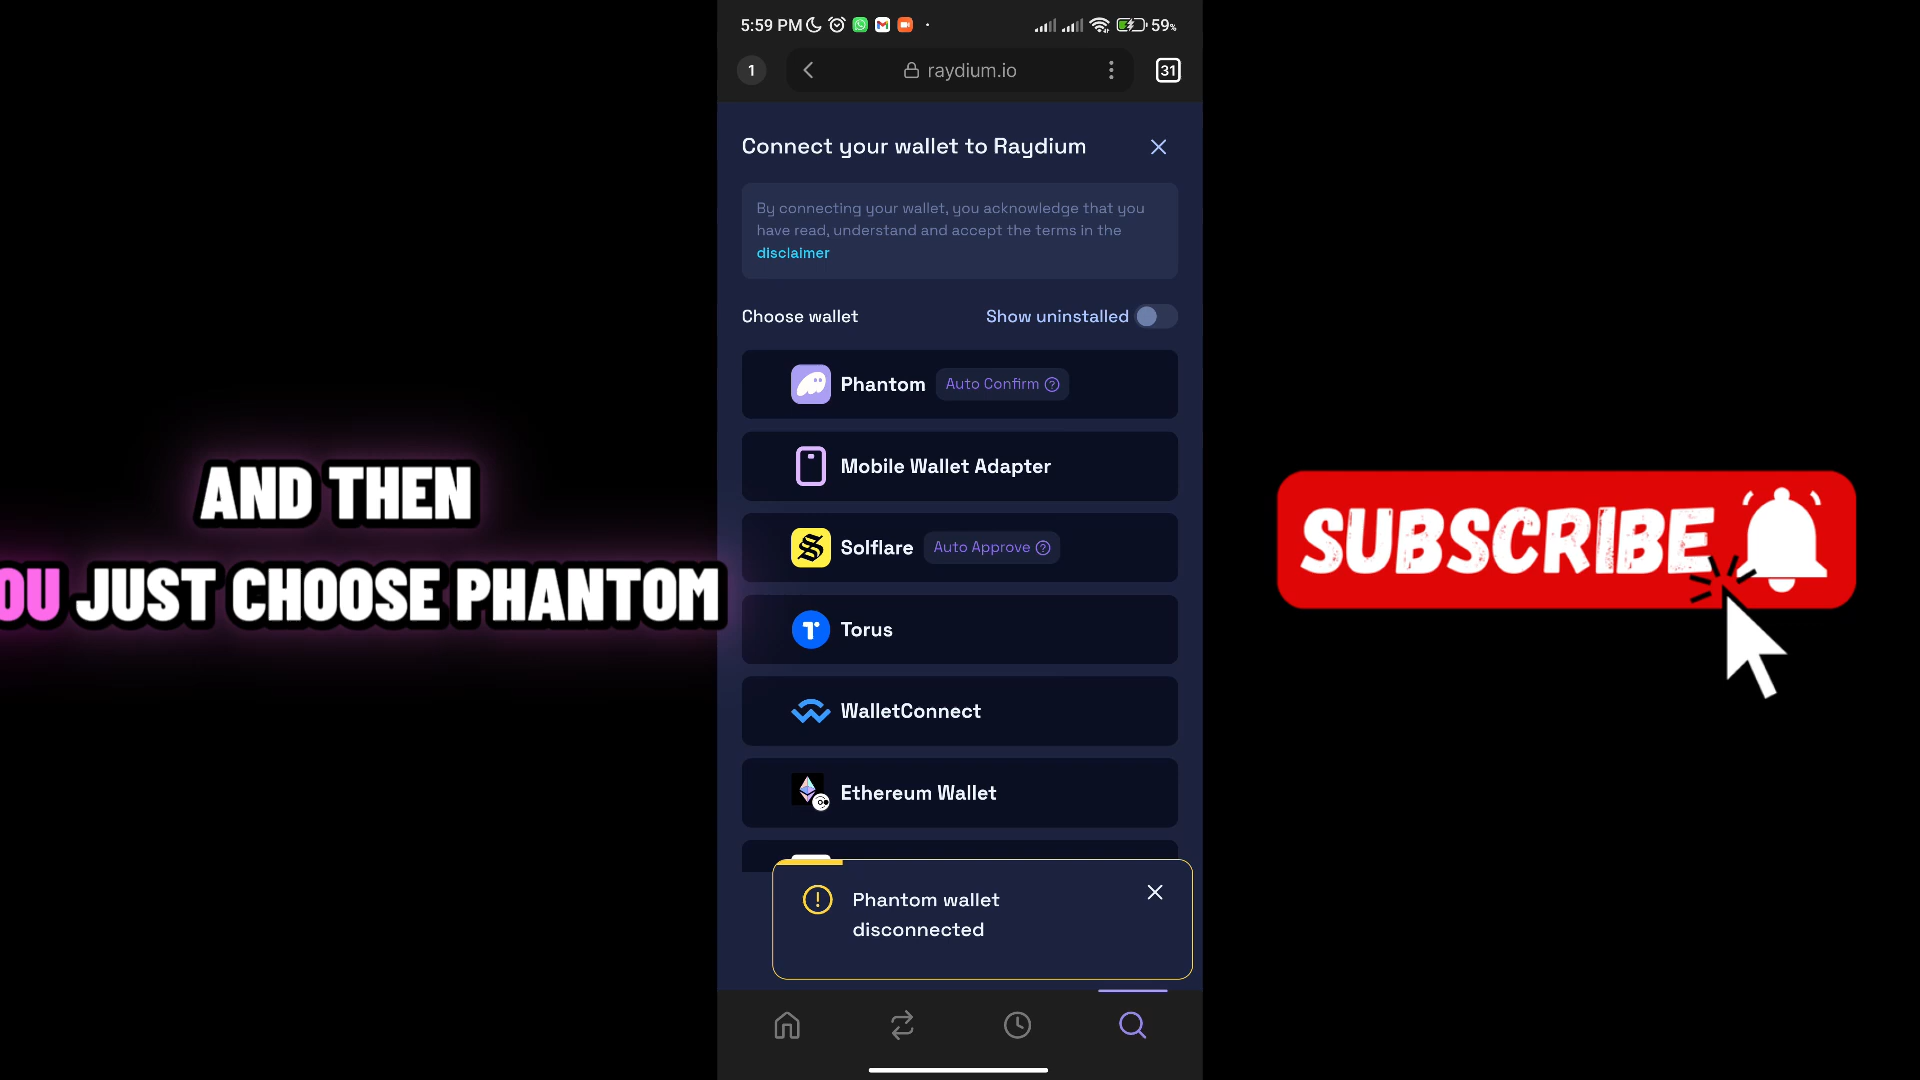 5:59 PM
59%
1
raydium.io
31
Connect your wallet to Raydium
By connecting your wallet, you acknowledge that you
have read, understand and accept the terms in the
disclaimer
Choose wallet
Show uninstalled
Phantom
Auto Confirm
Mobile Wallet Adapter
Solflare
Auto Approve
Torus
WalletConnect
Ethereum Wallet
Phantom wallet
disconnected
AND THEN
OU JUST CHOOSE PHANTOM
SUBSCRIBE